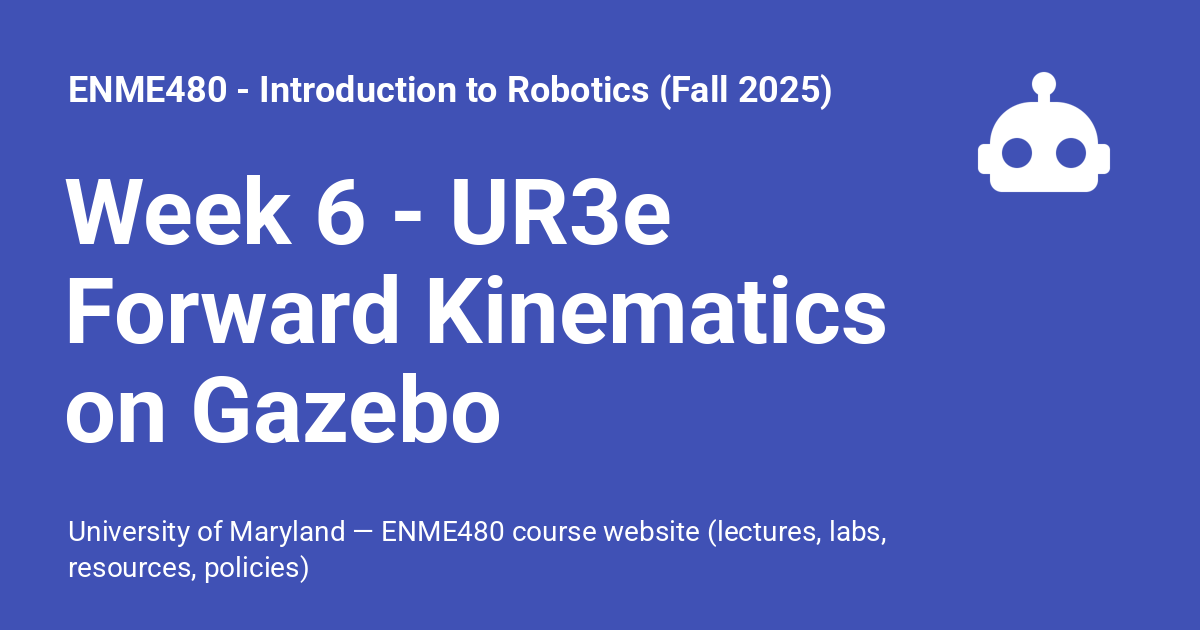 ENME480 - Introduction to Robotics (Fall 2025)
Week 6 - UR3e
Forward Kinematics
on Gazebo
University of Maryland — ENME480 course website (lectures, labs,
resources, policies)